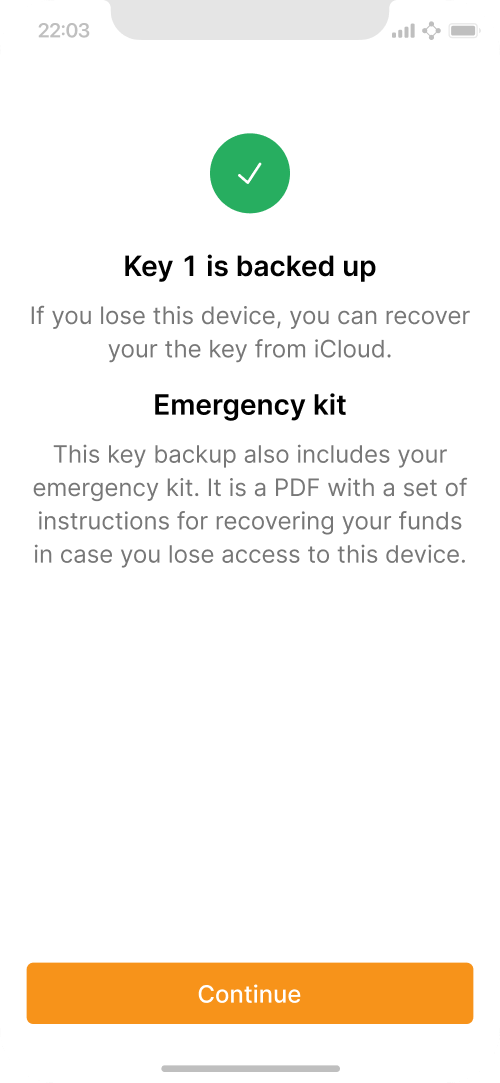 22:03
Key 1 is backed up
If you lose this device, you can recover
your the key from iCloud.
Emergency kit
This key backup also includes your
emergency kit. It is a PDF with a set of
instructions for recovering your funds
in case you lose access to this device.
Continue